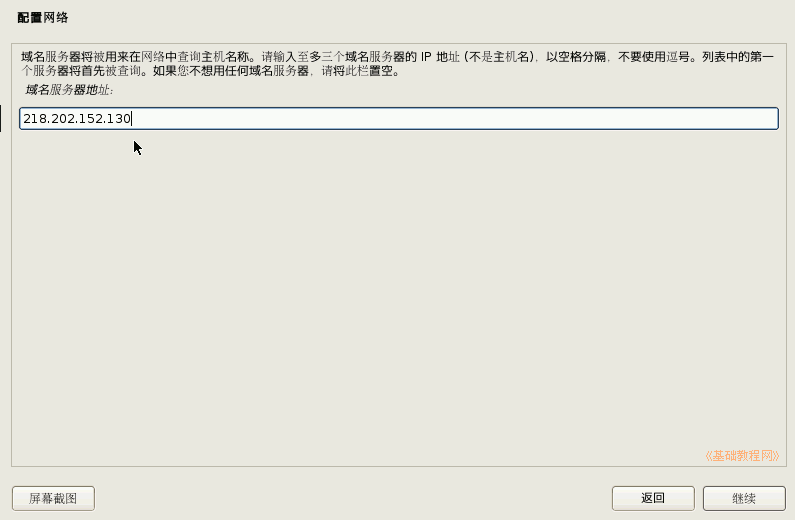 配置网络
域名服务器将被用来在网络中查询主机名称。请输入至多三个域名服务器的 IP 地址 (不是主机名)，以空格分隔，不要使用逗号。列表中的第一
个服务器将首先被查询。如果您不想用任何域名服务器，请将此栏置空。
域名服务器地址:
218.202.152.130
《基础教程网》
屏幕截图
返回
继续